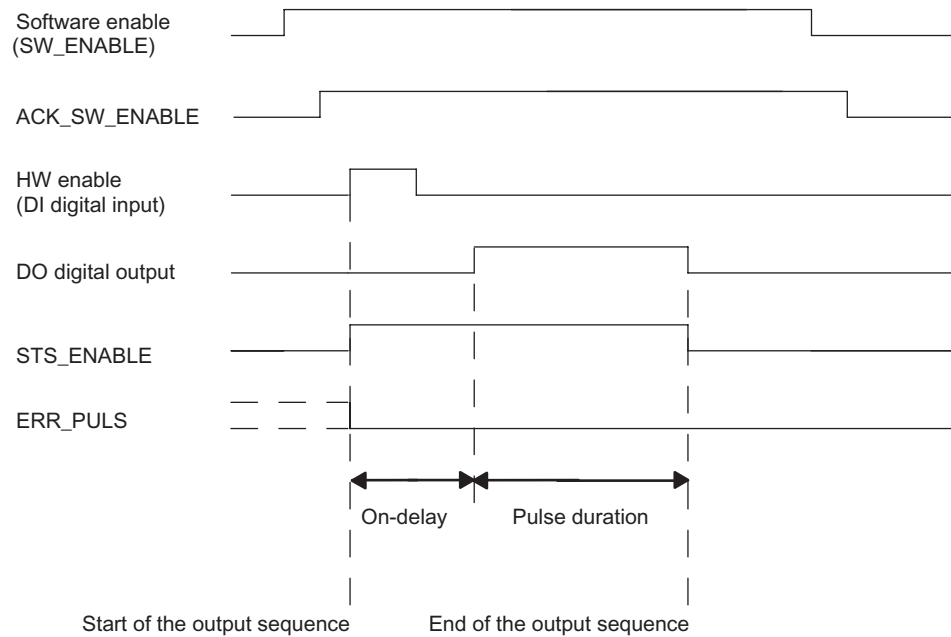 Software enable
(SW_ENABLE)
ACK_SW_ENABLE
HW enable
(DI digital input)
DO digital output
STS_ENABLE
ERR_PULS
On-delay
Pulse duration
Start of the output sequence
End of the output sequence